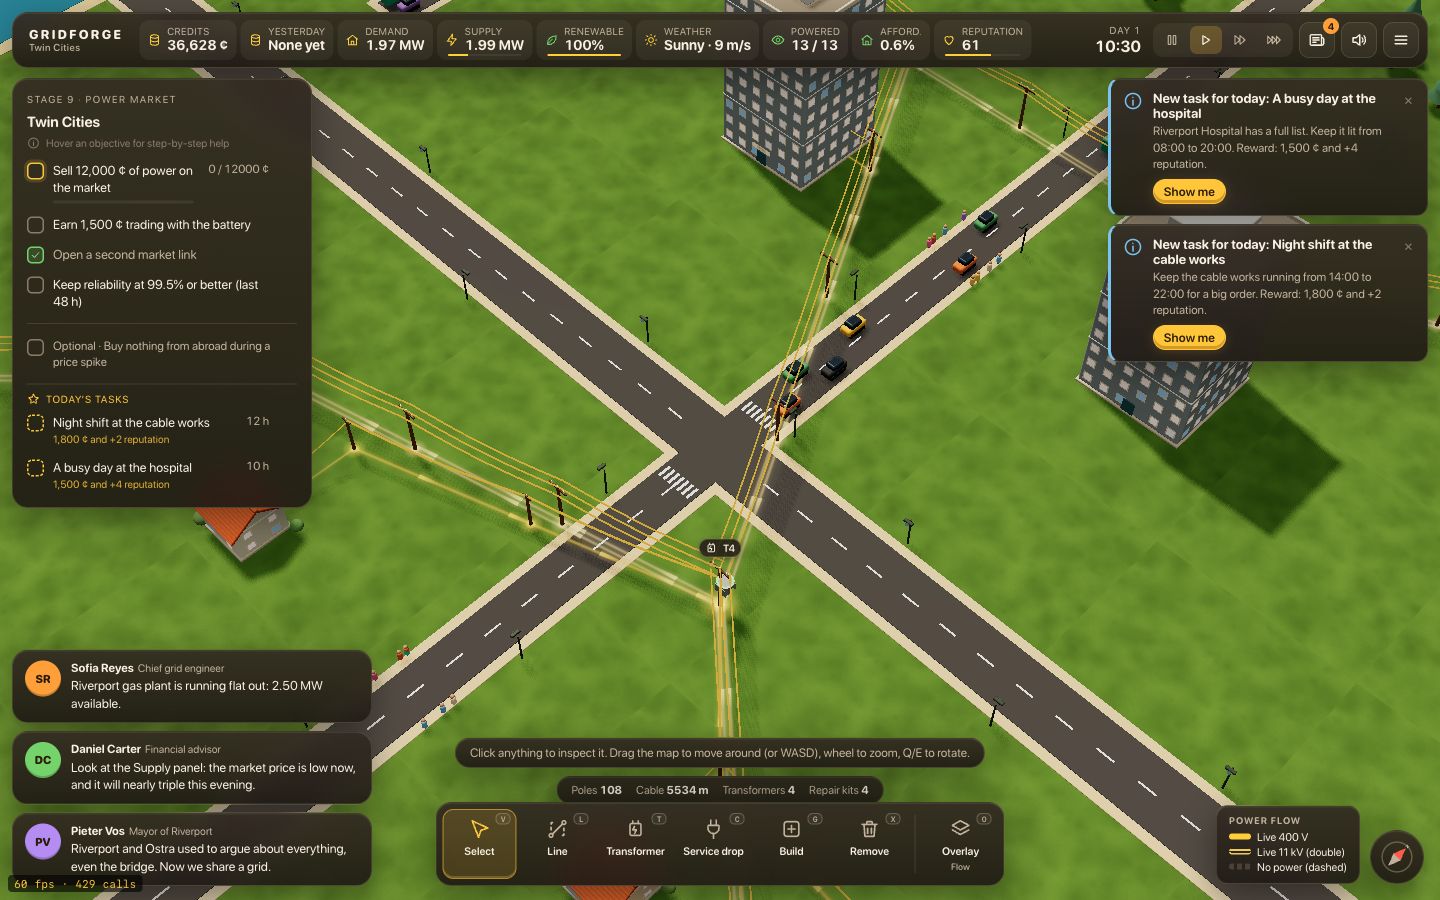 GRIDFORGE
Twin Cities
CREDITS
36,628 ¢
YESTERDAY
None yet
DEMAND
1.97 MW
SUPPLY
1.99 MW
RENEWABLE
100%
WEATHER
Sunny · 9 m/s
POWERED
13 / 13
AFFORD.
0.6%
REPUTATION
61
DAY 1
10:30
4
STAGE 9 · POWER MARKET
Twin Cities
Hover an objective for step-by-step help
Sell 12,000 ¢ of power on
the market
0 / 12000 ¢
Earn 1,500 ¢ trading with the battery
Open a second market link
Keep reliability at 99.5% or better (last
48 h)
Optional · Buy nothing from abroad during a
price spike
TODAY'S TASKS
Night shift at the cable works
12 h
1,800 ¢ and +2 reputation
A busy day at the hospital
10 h
1,500 ¢ and +4 reputation
New task for today: A busy day at the
hospital
×
Riverport Hospital has a full list. Keep it lit from
08:00 to 20:00. Reward: 1,500 ¢ and +4
reputation.
Show me
New task for today: Night shift at the
cable works
×
Keep the cable works running from 14:00 to
22:00 for a big order. Reward: 1,800 ¢ and +2
reputation.
Show me
T4
SR
Sofia Reyes Chief grid engineer
Riverport gas plant is running flat out: 2.50 MW
available.
DC
Daniel Carter Financial advisor
Look at the Supply panel: the market price is low now,
and it will nearly triple this evening.
PV
Pieter Vos Mayor of Riverport
Riverport and Ostra used to argue about everything,
even the bridge. Now we share a grid.
60 fps · 429 calls
Click anything to inspect it. Drag the map to move around (or WASD), wheel to zoom, Q/E to rotate.
Poles 108 Cable 5534 m Transformers 4 Repair kits 4
V
Select
L
Line
T
Transformer
C
Service drop
G
Build
X
Remove
O
Overlay
Flow
POWER FLOW
Live 400 V
Live 11 kV (double)
No power (dashed)